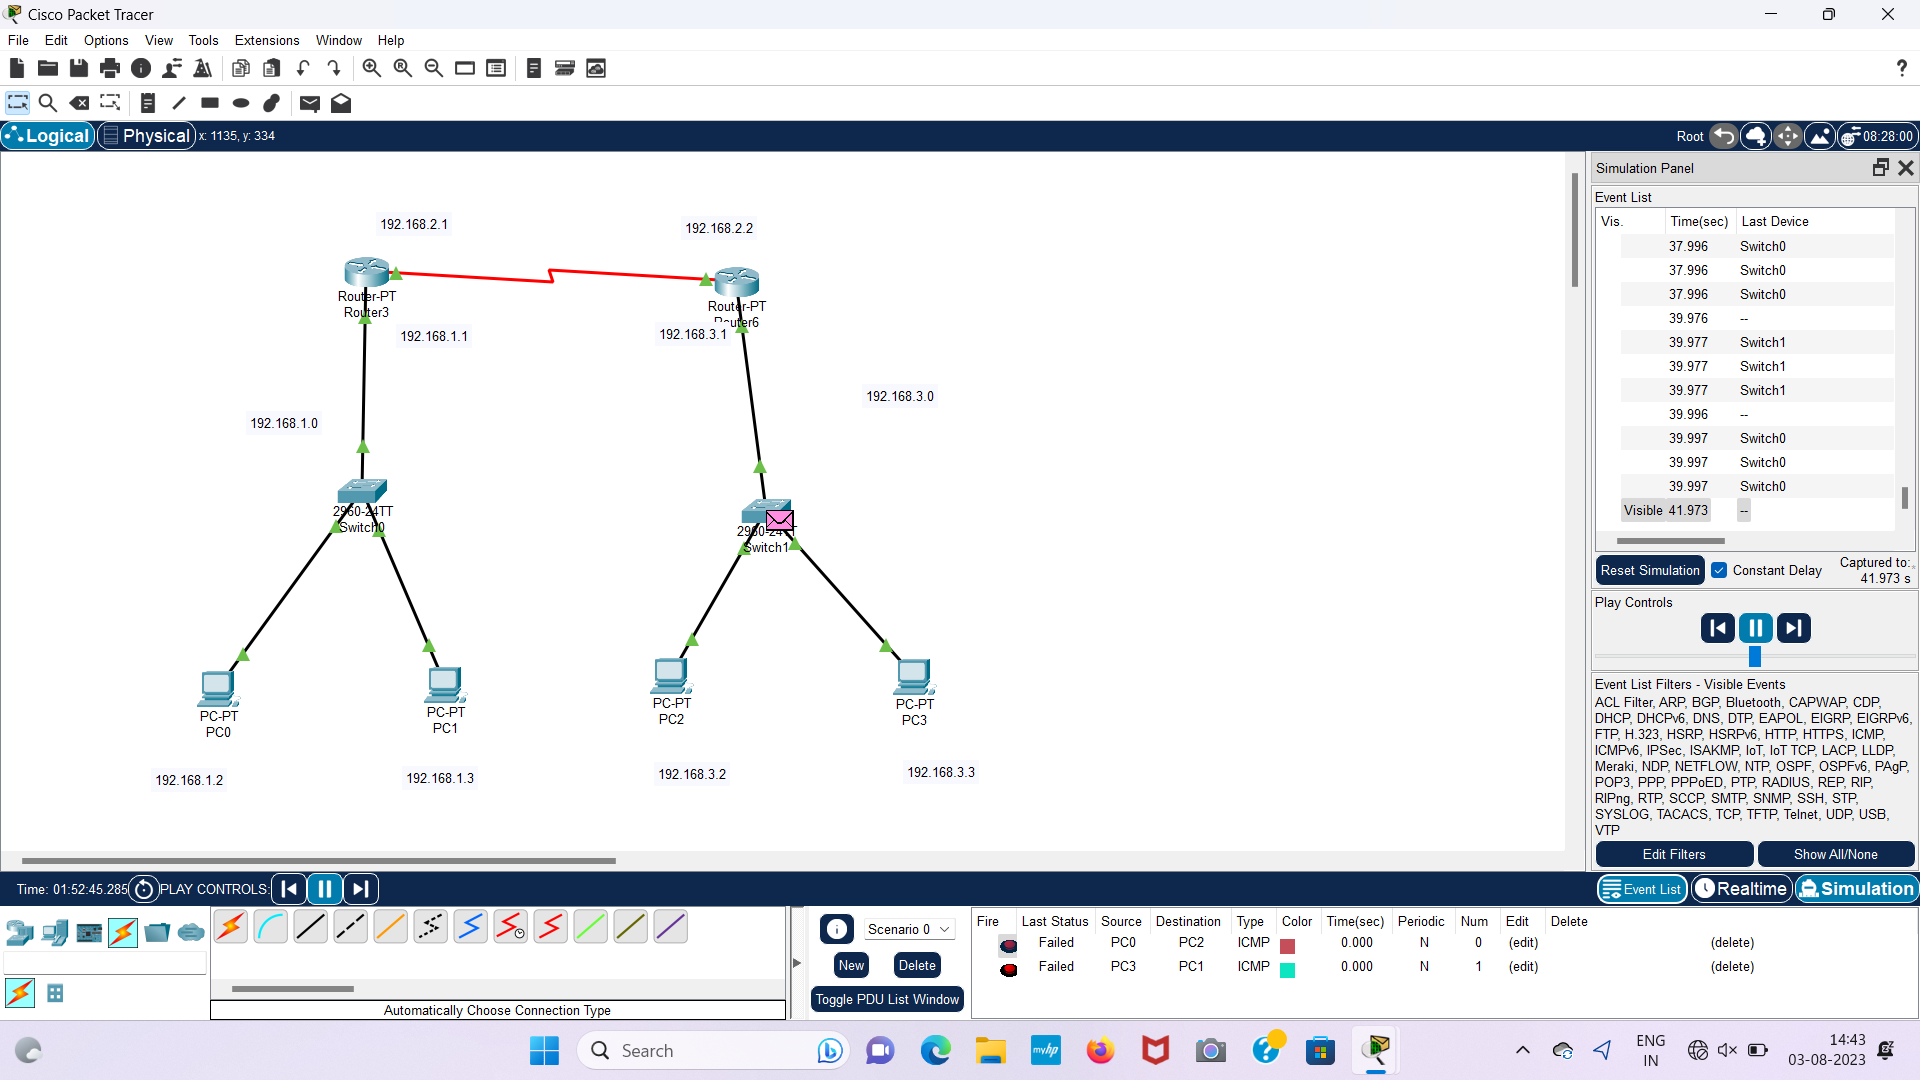 Cisco Packet Tracer
File Edit Options View Tools Extensions Window Help
?
Logical Physical x: 1135, y: 334
Root 08:28:00
192.168.2.1
192.168.2.2
Router-PT
Router3
Router-PT
Router6
192.168.1.1
192.168.3.1
192.168.3.0
192.168.1.0
2960-24TT
Switch0
2960-24TT
Switch1
PC-PT
PC0
PC-PT
PC1
PC-PT
PC2
PC-PT
PC3
192.168.1.2
192.168.1.3
192.168.3.2
192.168.3.3
Simulation Panel
Event List
Vis. Time(sec) Last Device
37.996 Switch0
37.996 Switch0
37.996 Switch0
39.976 --
39.977 Switch1
39.977 Switch1
39.977 Switch1
39.996 --
39.997 Switch0
39.997 Switch0
39.997 Switch0
Visible 41.973 --
Reset Simulation Constant Delay Captured to:
41.973 s
Play Controls
Event List Filters - Visible Events
ACL Filter, ARP, BGP, Bluetooth, CAPWAP, CDP,
DHCP, DHCPv6, DNS, DTP, EAPOL, EIGRP, EIGRPv6,
FTP, H.323, HSRP, HSRPv6, HTTP, HTTPS, ICMP,
ICMPv6, IPSec, ISAKMP, IoT, IoT TCP, LACP, LLDP,
Meraki, NDP, NETFLOW, NTP, OSPF, OSPFv6, PAgP,
POP3, PPP, PPPoED, PTP, RADIUS, REP, RIP,
RIPng, RTP, SCCP, SMTP, SNMP, SSH, STP,
SYSLOG, TACACS, TCP, TFTP, Telnet, UDP, USB,
VTP
Edit Filters Show All/None
Time: 01:52:45.285 PLAY CONTROLS:
Event List Realtime Simulation
Automatically Choose Connection Type
Scenario 0
New Delete
Toggle PDU List Window
Fire Last Status Source Destination Type Color Time(sec) Periodic Num Edit Delete
Failed PC0 PC2 ICMP 0.000 N 0 (edit) (delete)
Failed PC3 PC1 ICMP 0.000 N 1 (edit) (delete)
Search
myhp
ENG
IN
14:43
03-08-2023